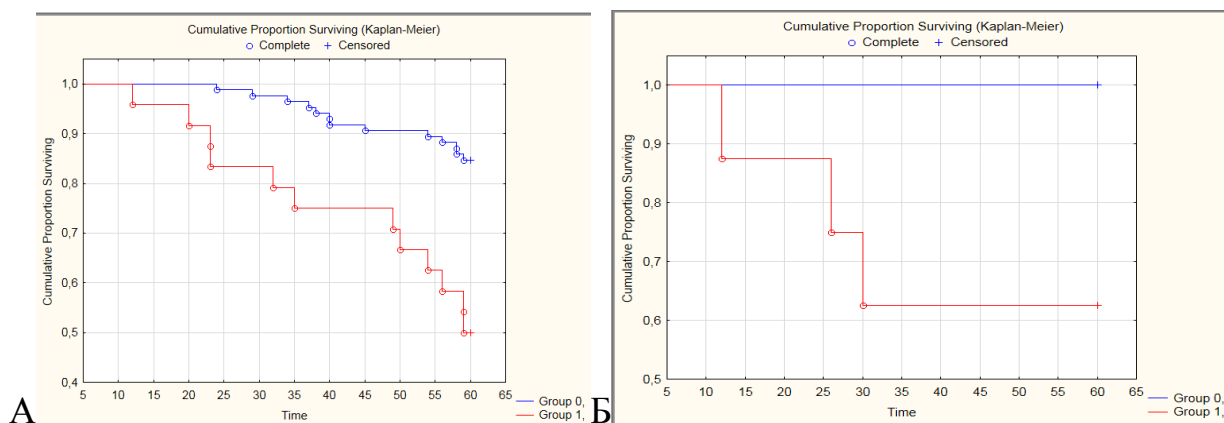 Cumulative Proportion Surviving (Kaplan-Meier)
Complete Censored
Cumulative Proportion Surviving
1,0
0,9
0,8
0,7
0,6
0,5
0,4
5 10 15 20 25 30 35 40 45 50 55 60 65
Time
Group 0,
Group 1,
А
Cumulative Proportion Surviving (Kaplan-Meier)
Complete Censored
Cumulative Proportion Surviving
1,0
0,9
0,8
0,7
0,6
0,5
5 10 15 20 25 30 35 40 45 50 55 60 65
Time
Group 0,
Group 1,
Б